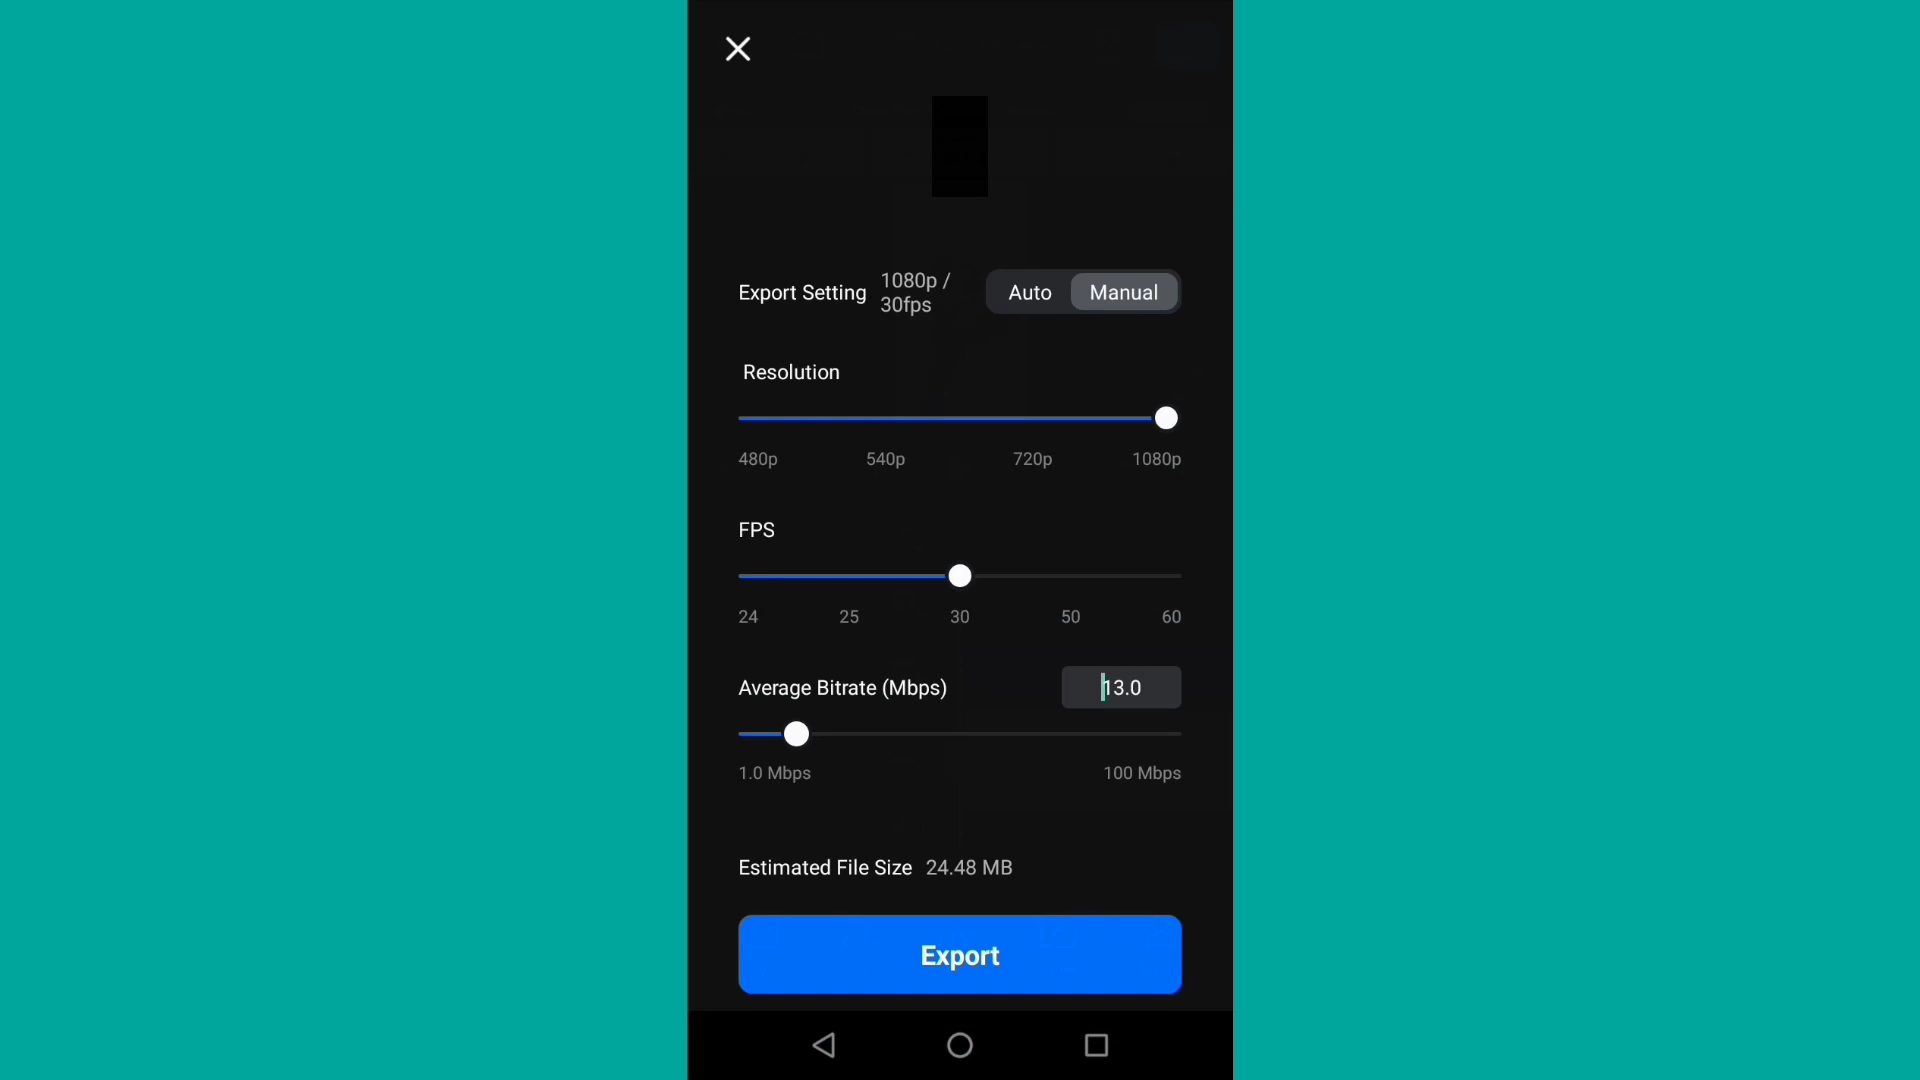 Export Setting 1080p / 30fps Auto Manual
Resolution
480p 540p 720p 1080p
FPS
24 25 30 50 60
Average Bitrate (Mbps) 13.0
1.0 Mbps 100 Mbps
Estimated File Size 24.48 MB
Export